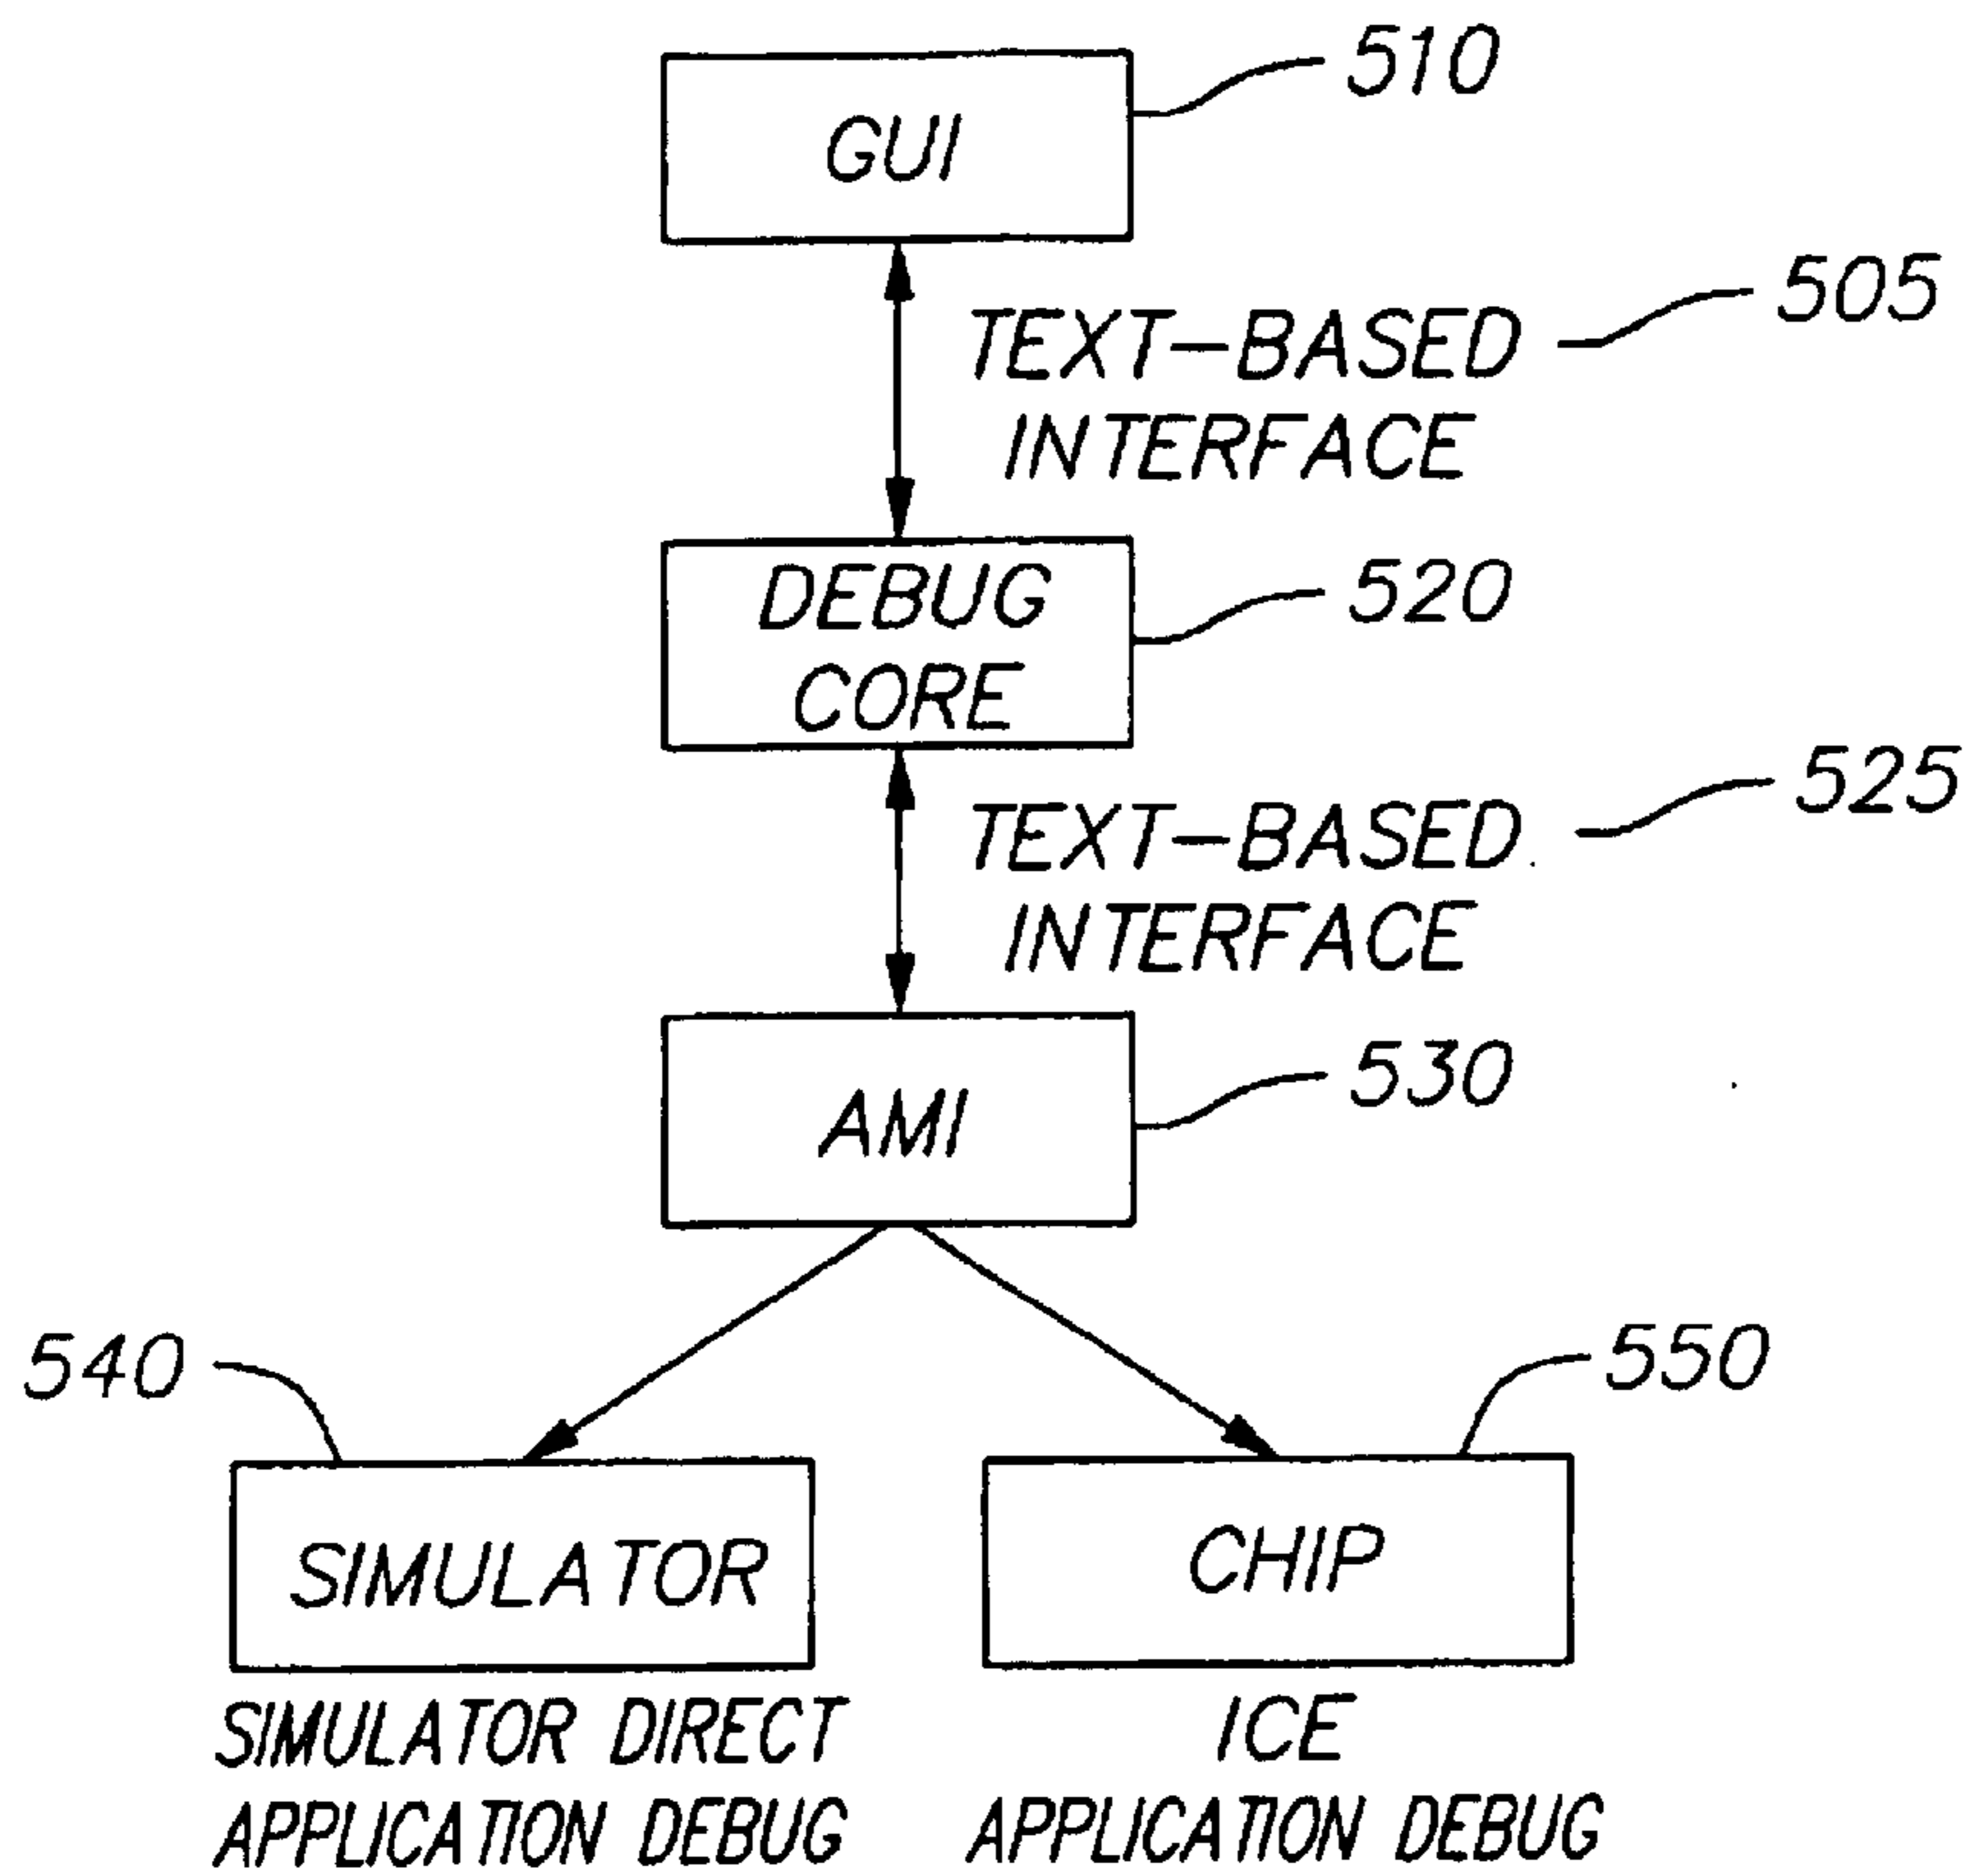 510
GUI
505
TEXT-BASED
INTERFACE
520
DEBUG
CORE
525
TEXT-BASED
INTERFACE
530
AMI
540
550
SIMULATOR
CHIP
SIMULATOR DIRECT
APPLICATION DEBUG
ICE
APPLICATION DEBUG